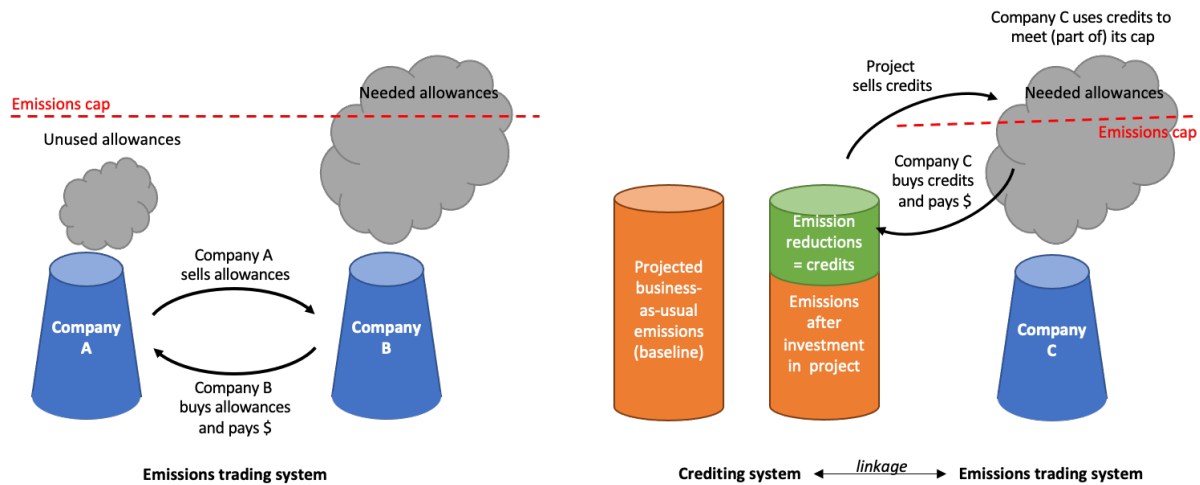 Emissions cap
Unused allowances
Needed allowances
Company A
sells allowances
Company
A
Company
B
Company B
buys allowances
and pays $
Emissions trading system
Company C uses credits to
meet (part of) its cap
Project
sells credits
Needed allowances
Emissions cap
Company C
buys credits
and pays $
Projected
business-
as-usual
emissions
(baseline)
Emission
reductions
= credits
Emissions
after
investment
in project
Company
C
Crediting system
linkage
Emissions trading system